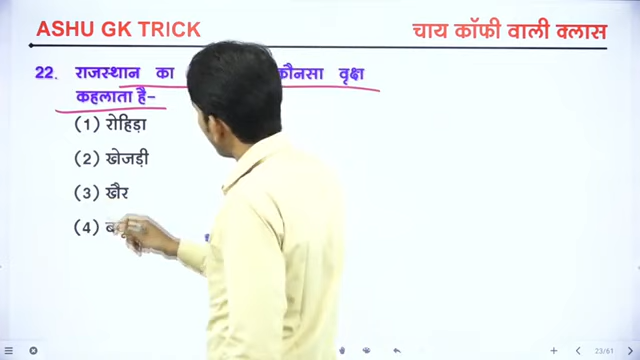 ASHU GK TRICK
चाय कॉफी वाली क्लास
22. राजस्थान का कौनसा वृक्ष
कहलाता है-
(1) रोहिड़ा
(2) खेजड़ी
(3) खैर
(4)
23/61